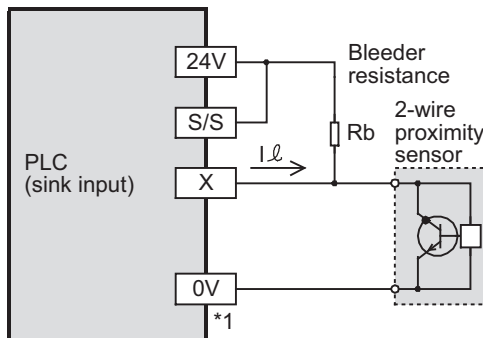 24V
Bleeder
resistance
S/S
2-wire
proximity
sensor
Rb
PLC
(sink input)
Iℓ
X
0V
*1